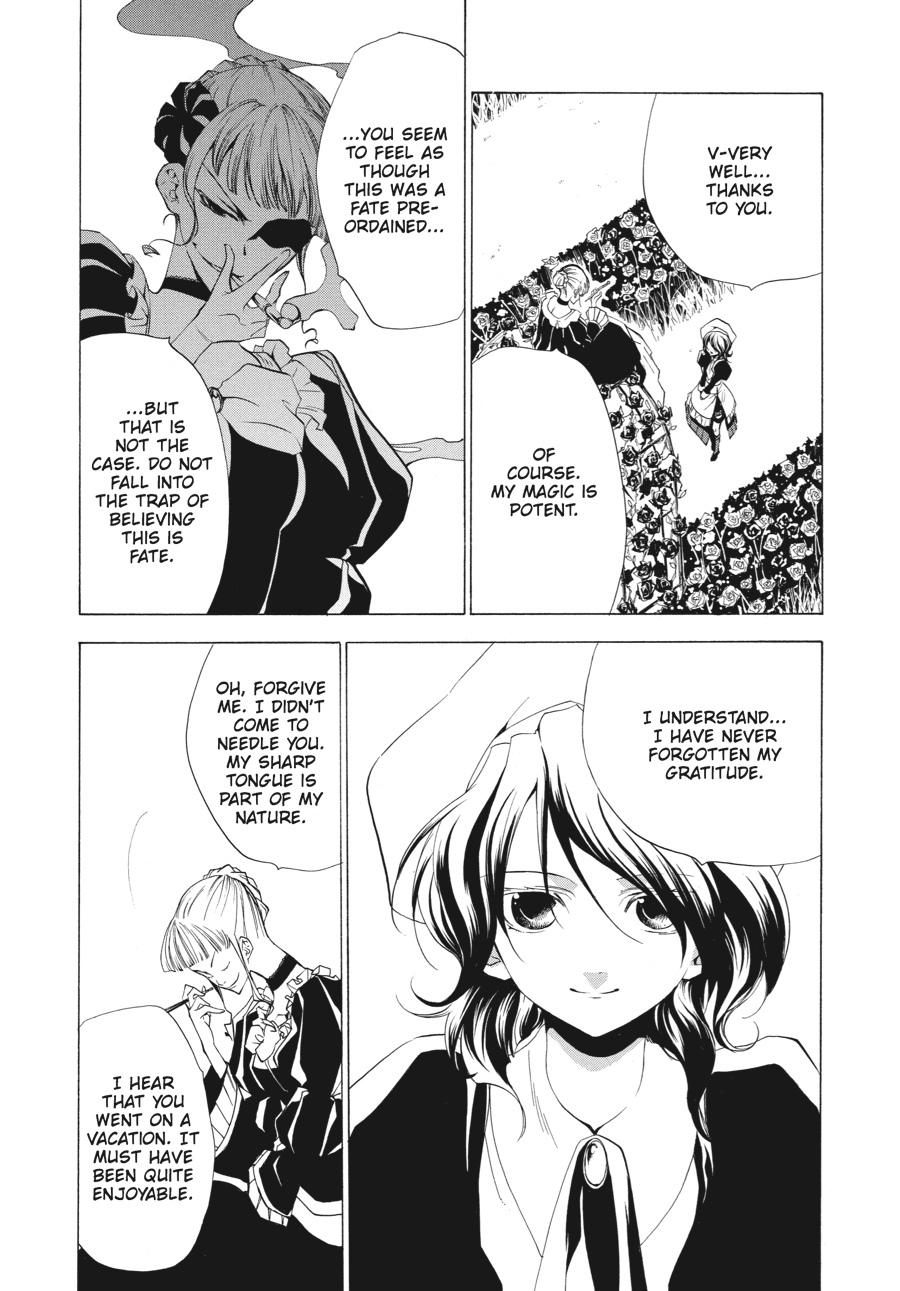 V-VERY
WELL...
THANKS
TO YOU.
OF
COURSE.
MY MAGIC IS
POTENT.
...YOU SEEM
TO FEEL AS
THOUGH
THIS WAS A
FATE PRE-
ORDAINED...
...BUT
THAT IS
NOT THE
CASE. DO NOT
FALL INTO
THE TRAP OF
BELIEVING
THIS IS
FATE.
I UNDERSTAND...
I HAVE NEVER
FORGOTTEN MY
GRATITUDE.
OH, FORGIVE
ME. I DIDN'T
COME TO
NEEDLE YOU.
MY SHARP
TONGUE IS
PART OF MY
NATURE.
I HEAR
THAT YOU
WENT ON A
VACATION. IT
MUST HAVE
BEEN QUITE
ENJOYABLE.